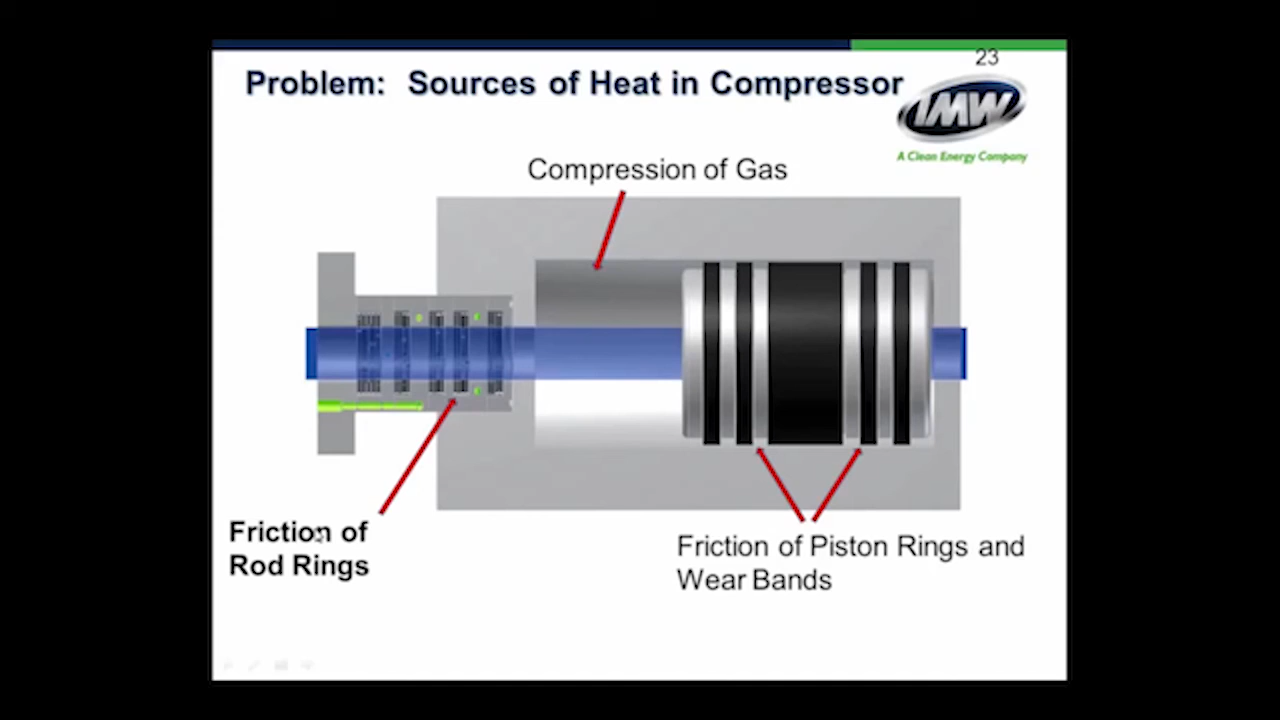 23
Problem: Sources of Heat in Compressor
IMW
A Clean Energy Company
Compression of Gas
Friction of
Rod Rings
Friction of Piston Rings and
Wear Bands